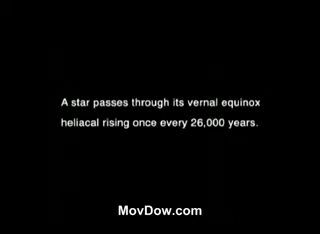 A star passes through its vernal equinox
heliacal rising once every 26,000 years.
MovDow.com